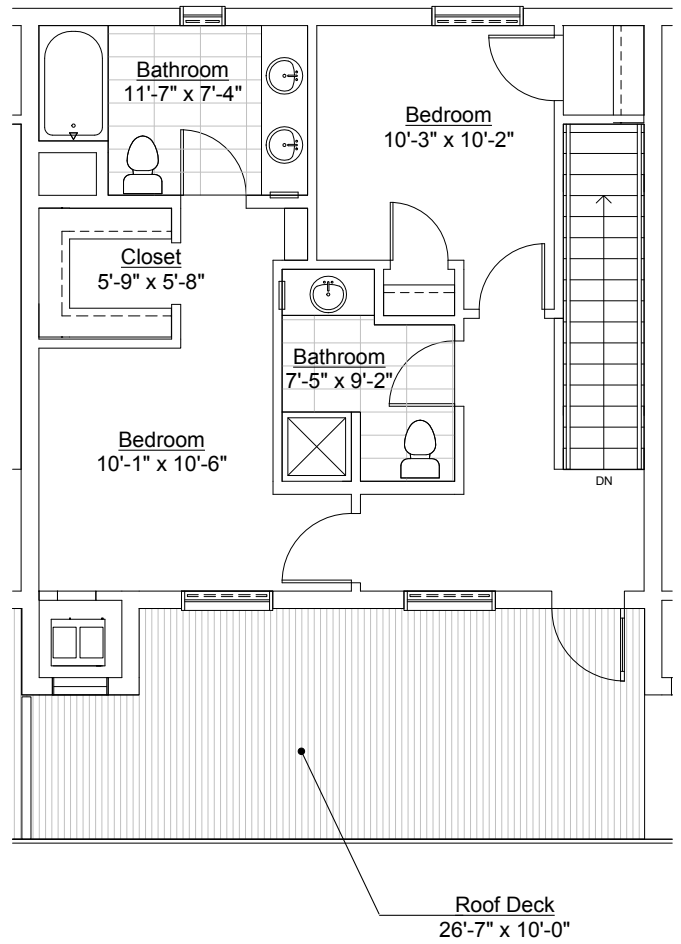 Bathroom
11'-7" x 7'-4"
Bedroom
10'-3" x 10'-2"
Closet
5'-9" x 5'-8"
Bathroom
7'-5" x 9'-2"
Bedroom
10'-1" x 10'-6"
DN
Roof Deck
26'-7" x 10'-0"